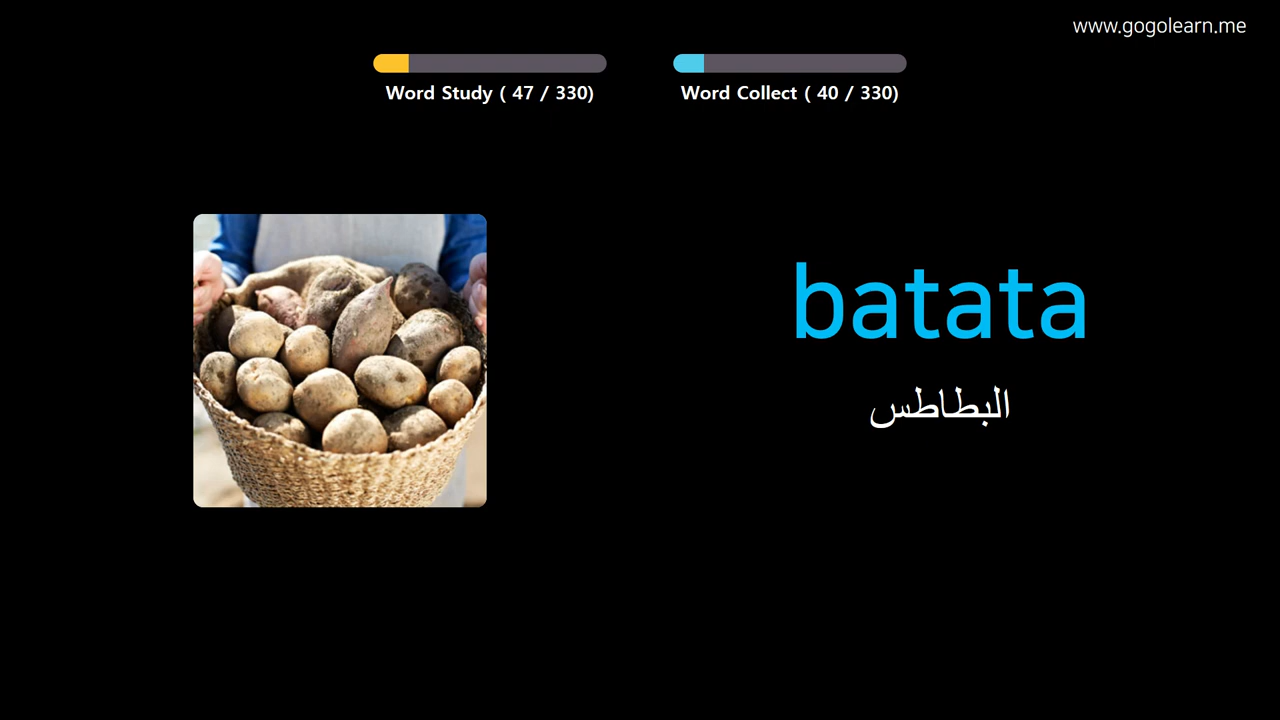 www.gogolearn.me
Word Study ( 47 / 330)
Word Collect ( 40 / 330)
batata
البطاطس